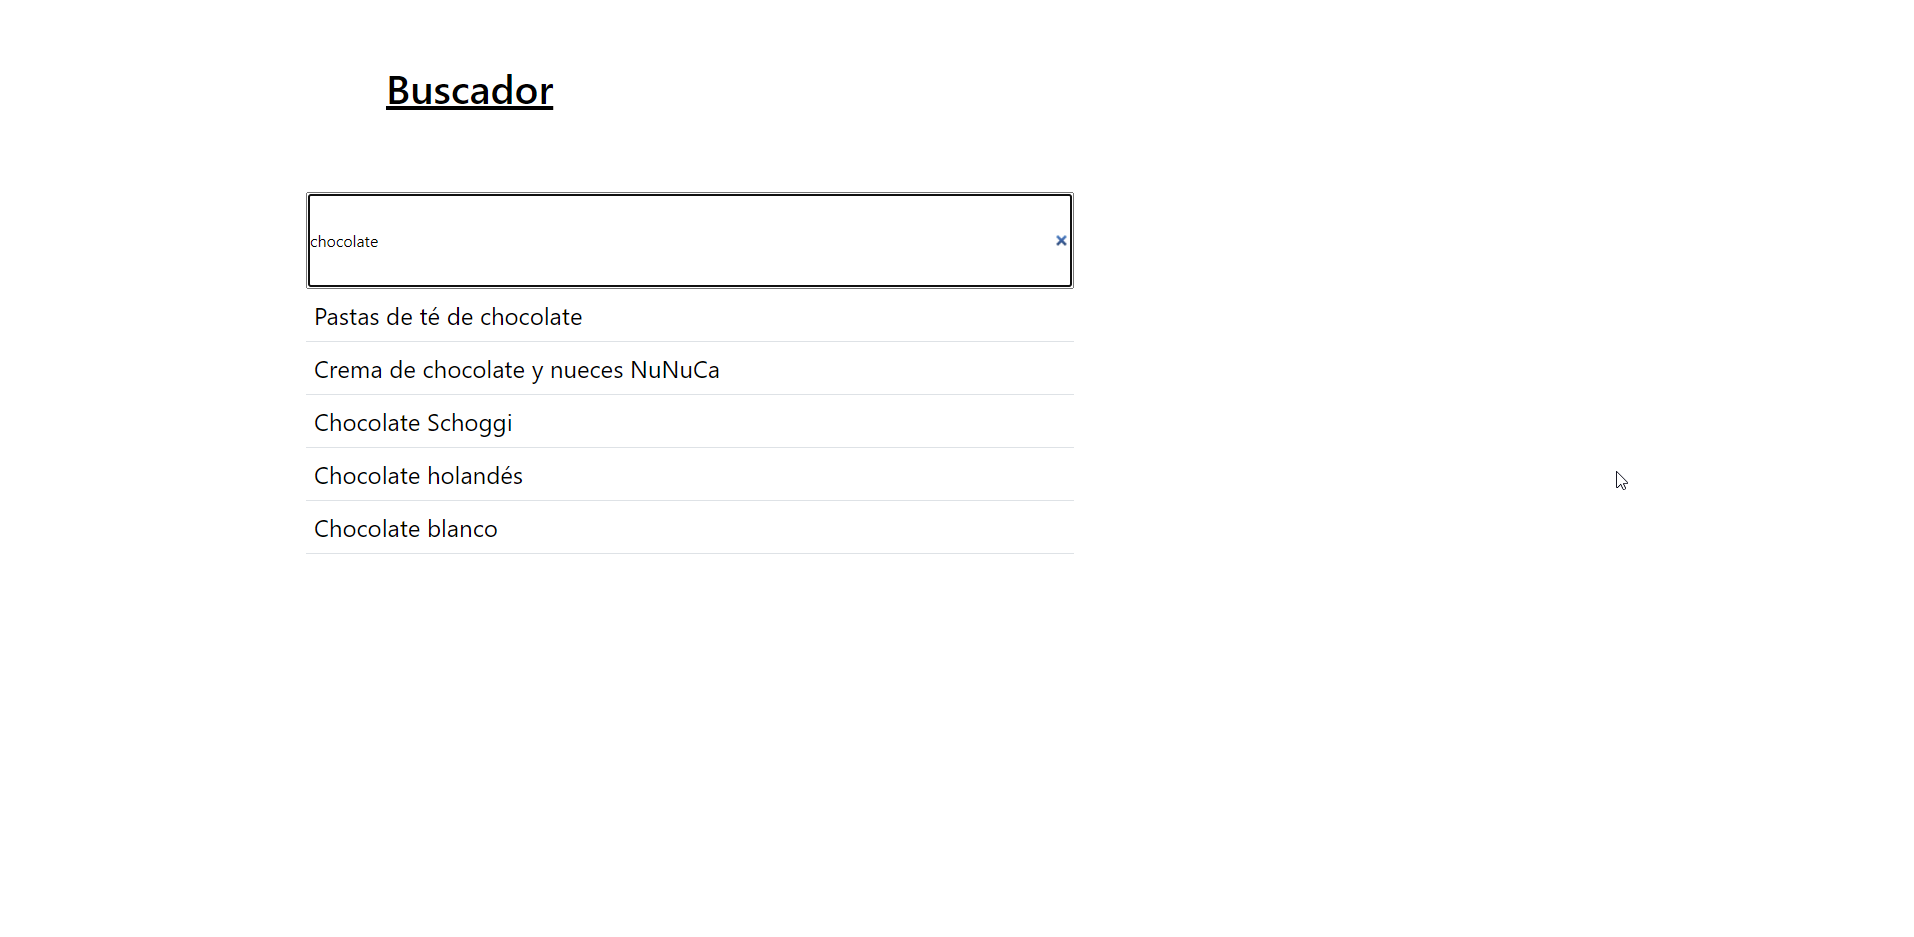 Buscador
chocolate
Pastas de té de chocolate
Crema de chocolate y nueces NuNuCa
Chocolate Schoggi
Chocolate holandés
Chocolate blanco